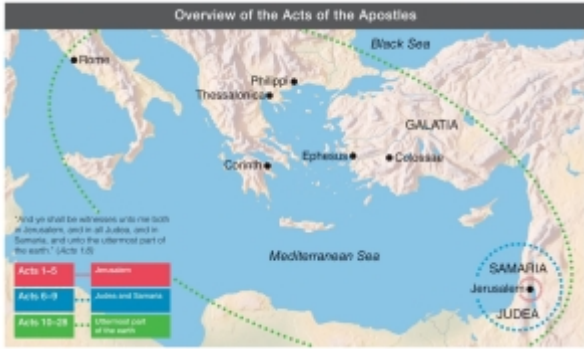 Overview of the Acts of the Apostles
Black Sea
Rome
Philippi
Thessalonica
GALATIA
Corinth
Ephesus
Colossae
"And ye shall be witnesses unto me both
in Jerusalem, and in all Judea, and in
Samaria, and unto the uttermost part of
the earth." (Acts 1:8)
Mediterranean Sea
Acts 1–5
Jerusalem
Acts 6–9
Judea and Samaria
Acts 10–28
Uttermost part
of the earth
SAMARIA
Jerusalem
JUDEA